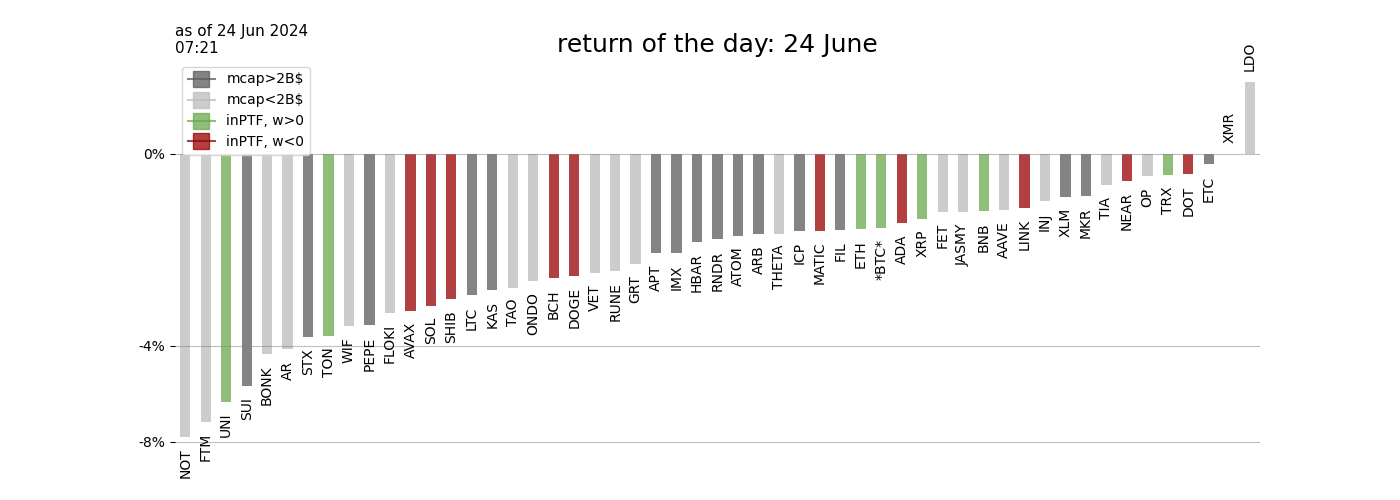 as of 24 Jun 2024
07:21
return of the day: 24 June
mcap>2B$
mcap<2B$
inPTF, w>0
inPTF, w<0
0%
-4%
-8%
NOT
FTM
UNI
SUI
BONK
AR
STX
TON
WIF
PEPE
FLOKI
AVAX
SOL
SHIB
LTC
KAS
TAO
ONDO
BCH
DOGE
VET
RUNE
GRT
APT
IMX
HBAR
RNDR
ATOM
ARB
THETA
ICP
MATIC
FIL
ETH
*BTC*
ADA
XRP
FET
JASMY
BNB
AAVE
LINK
INJ
XLM
MKR
TIA
NEAR
OP
TRX
DOT
ETC
XMR
LDO